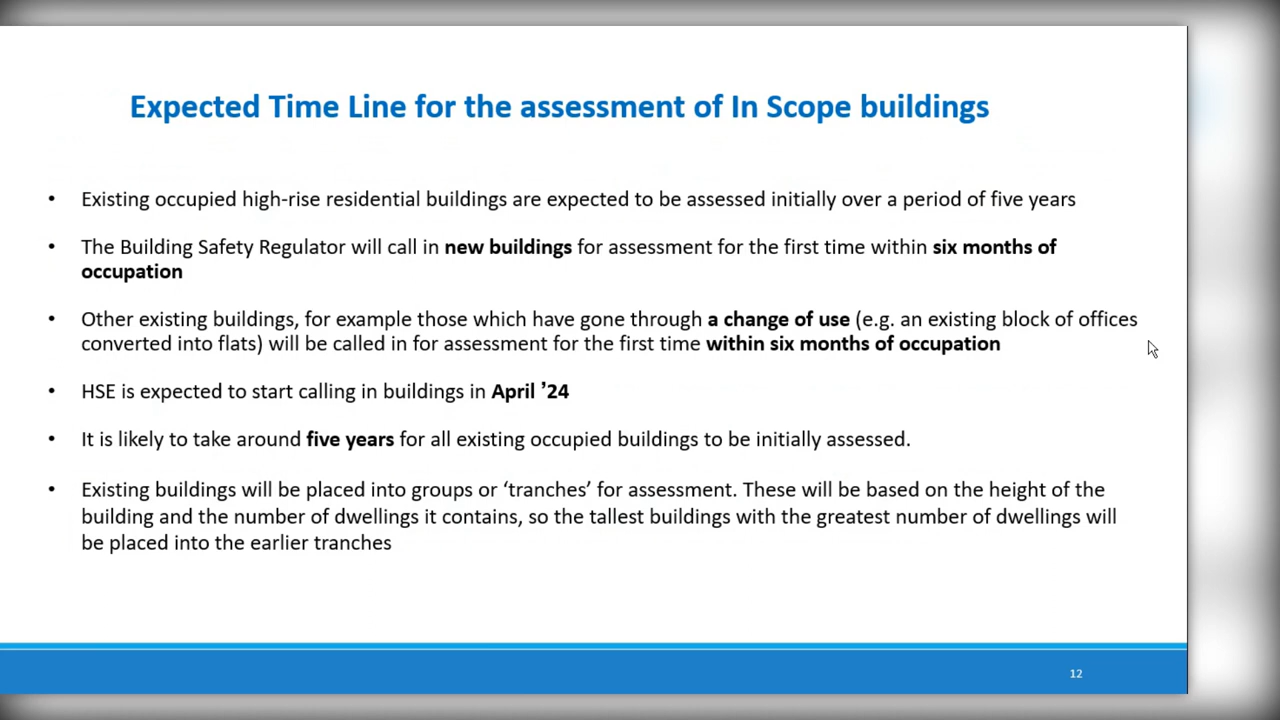 Expected Time Line for the assessment of In Scope buildings
• Existing occupied high-rise residential buildings are expected to be assessed initially over a period of five years
• The Building Safety Regulator will call in new buildings for assessment for the first time within six months of
occupation
• Other existing buildings, for example those which have gone through a change of use (e.g. an existing block of offices
converted into flats) will be called in for assessment for the first time within six months of occupation
• HSE is expected to start calling in buildings in April ’24
• It is likely to take around five years for all existing occupied buildings to be initially assessed.
• Existing buildings will be placed into groups or ‘tranches’ for assessment. These will be based on the height of the
building and the number of dwellings it contains, so the tallest buildings with the greatest number of dwellings will
be placed into the earlier tranches
12